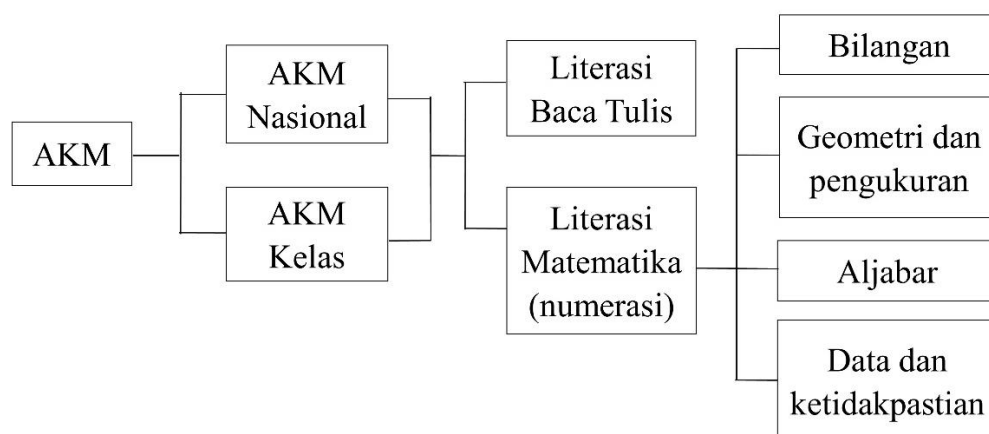 AKM
AKM
Nasional
AKM
Kelas
Literasi
Baca Tulis
Literasi
Matematika
(numerasi)
Bilangan
Geometri dan
pengukuran
Aljabar
Data dan
ketidakpastian